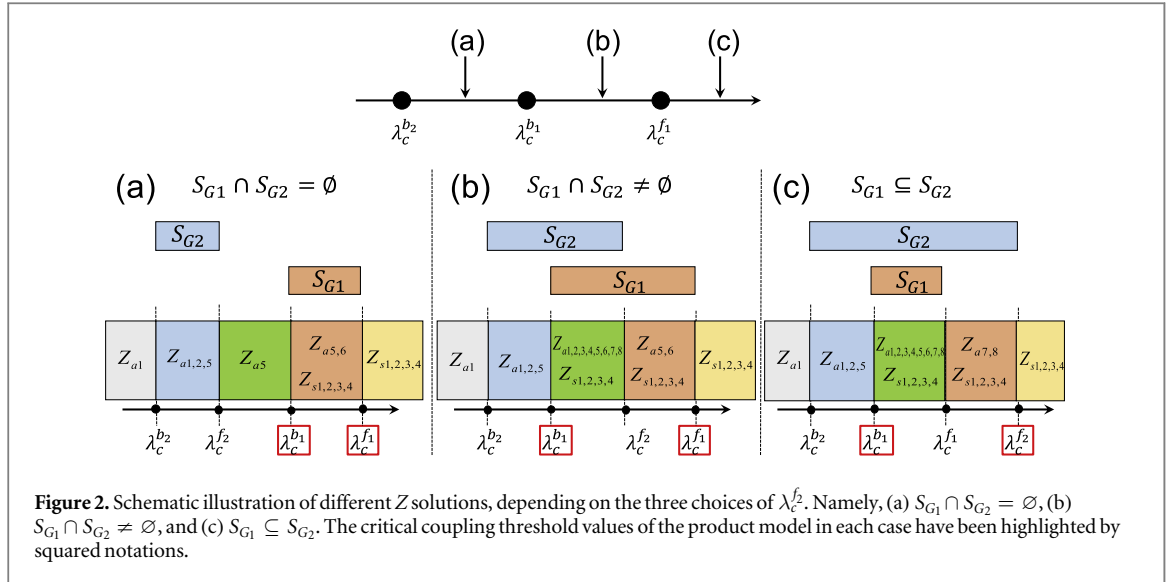 (a) (b) (c)
λ_c^{b_2} λ_c^{b_1} λ_c^{f_1}
(a) S_{G1} ∩ S_{G2} = ∅
S_{G2}
S_{G1}
Z_{a1} Z_{a1,2,5} Z_{a5} Z_{a5,6} Z_{s1,2,3,4}
Z_{s1,2,3,4}
λ_c^{b_2} λ_c^{f_2} λ_c^{b_1} λ_c^{f_1}
(b) S_{G1} ∩ S_{G2} ≠ ∅
S_{G2}
S_{G1}
Z_{a1} Z_{a1,2,5} Z_{a1,2,3,4,5,6,7,8} Z_{a5,6} Z_{s1,2,3,4}
Z_{s1,2,3,4} Z_{s1,2,3,4}
λ_c^{b_2} λ_c^{b_1} λ_c^{f_2} λ_c^{f_1}
(c) S_{G1} ⊆ S_{G2}
S_{G2}
S_{G1}
Z_{a1} Z_{a1,2,5} Z_{a1,2,3,4,5,6,7,8} Z_{a7,8} Z_{s1,2,3,4}
Z_{s1,2,3,4} Z_{s1,2,3,4}
λ_c^{b_2} λ_c^{b_1} λ_c^{f_1} λ_c^{f_2}
Figure 2. Schematic illustration of different Z solutions, depending on the three choices of λ_c^{f_2}. Namely, (a) S_{G_1} ∩ S_{G_2} = ∅, (b)
S_{G_1} ∩ S_{G_2} ≠ ∅, and (c) S_{G_1} ⊆ S_{G_2}. The critical coupling threshold values of the product model in each case have been highlighted by
squared notations.